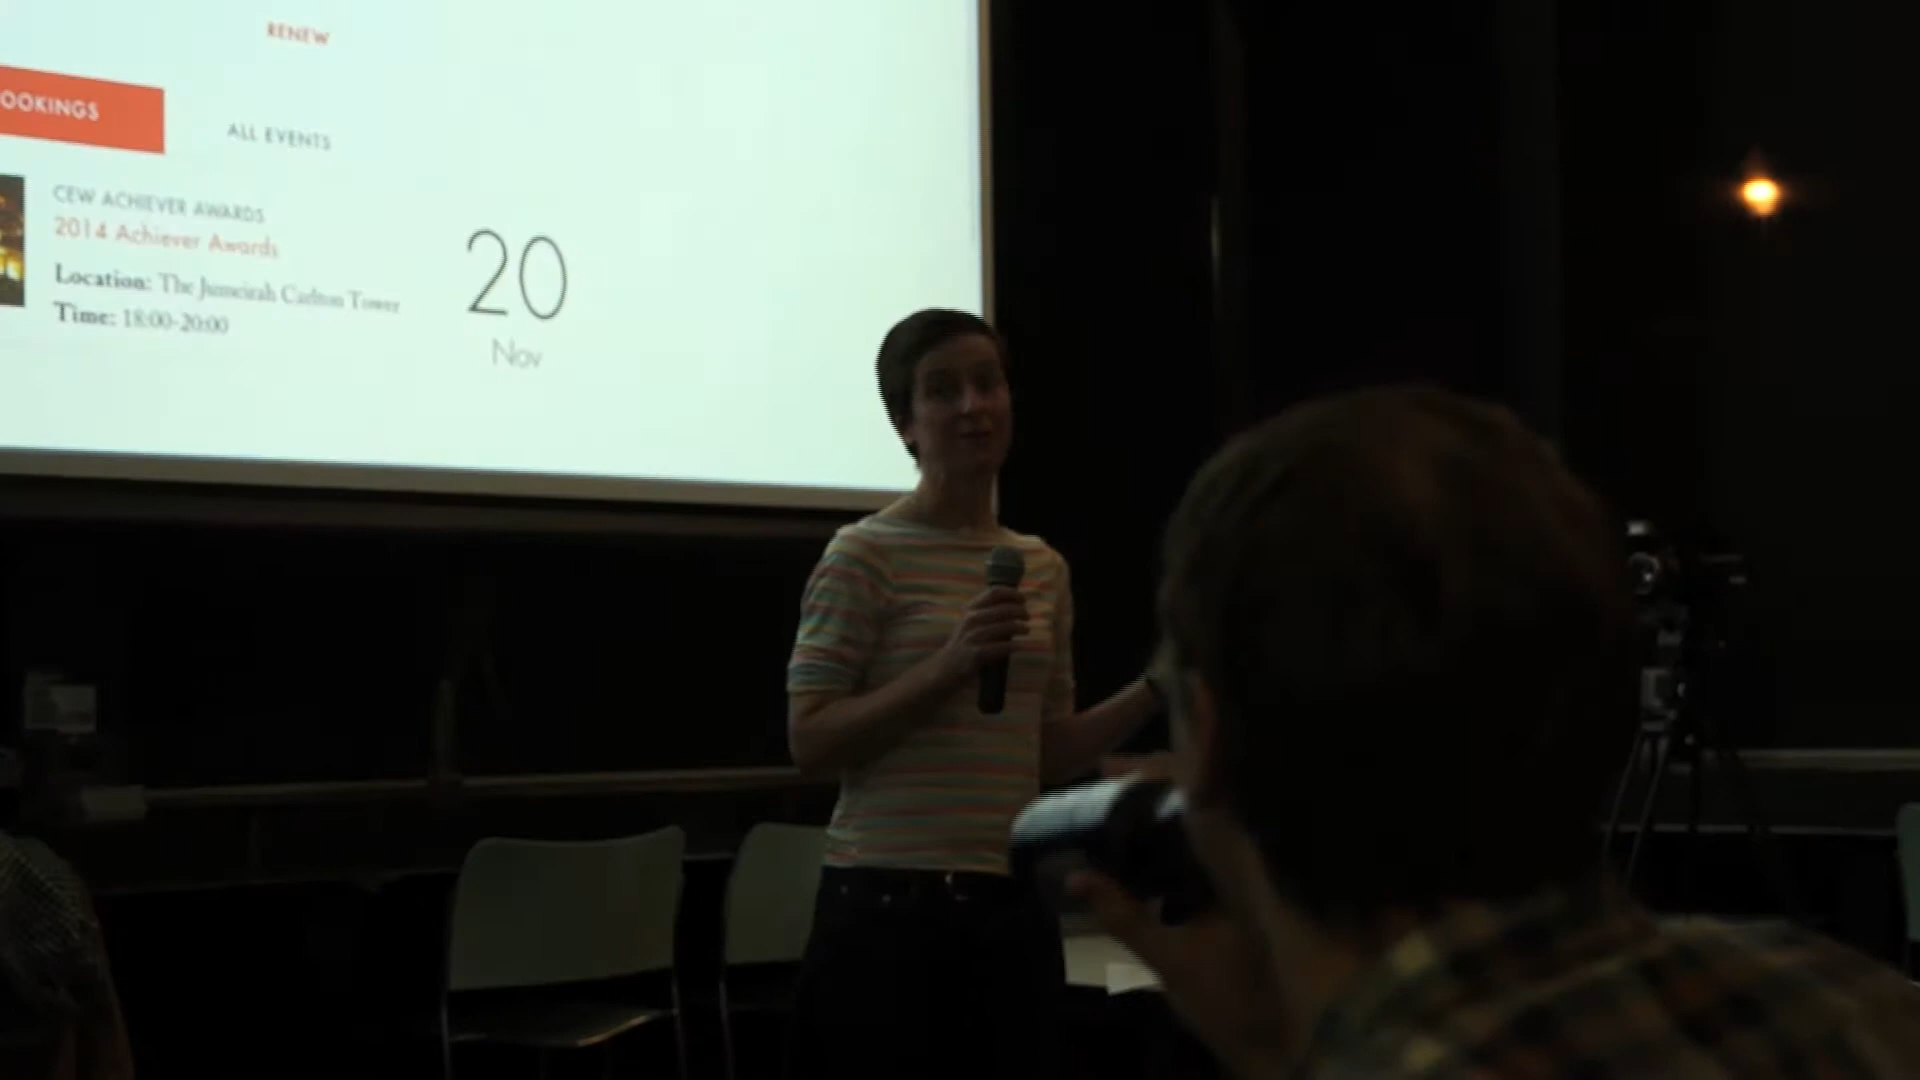 RENEW
OOKINGS
ALL EVENTS
CEW ACHIEVER AWARDS
2014 Achiever Awards
Location: The Jumeirah Carlton Tower
Time: 18:00-20:00
20
Nov